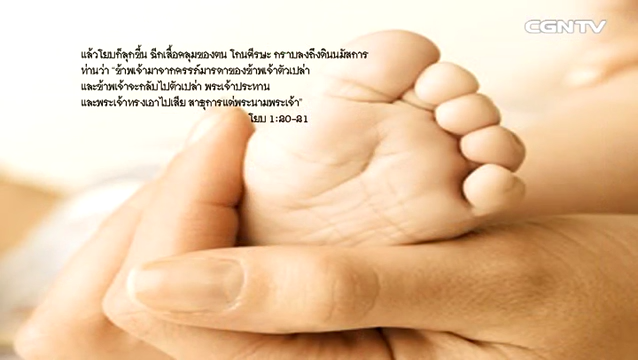 CGNTV
แล้วโยบก็ลุกขึ้น ฉีกเสื้อคลุมของตน โกนศีรษะ กราบลงถึงดินนมัสการ
ท่านว่า "ข้าพเจ้ามาจากครรภ์มารดาของข้าพเจ้าตัวเปล่า
และข้าพเจ้าจะกลับไปตัวเปล่า พระเจ้าประทาน
และพระเจ้าทรงเอาไปเสีย สาธุการแด่พระนามพระเจ้า"
โยบ 1:20-21